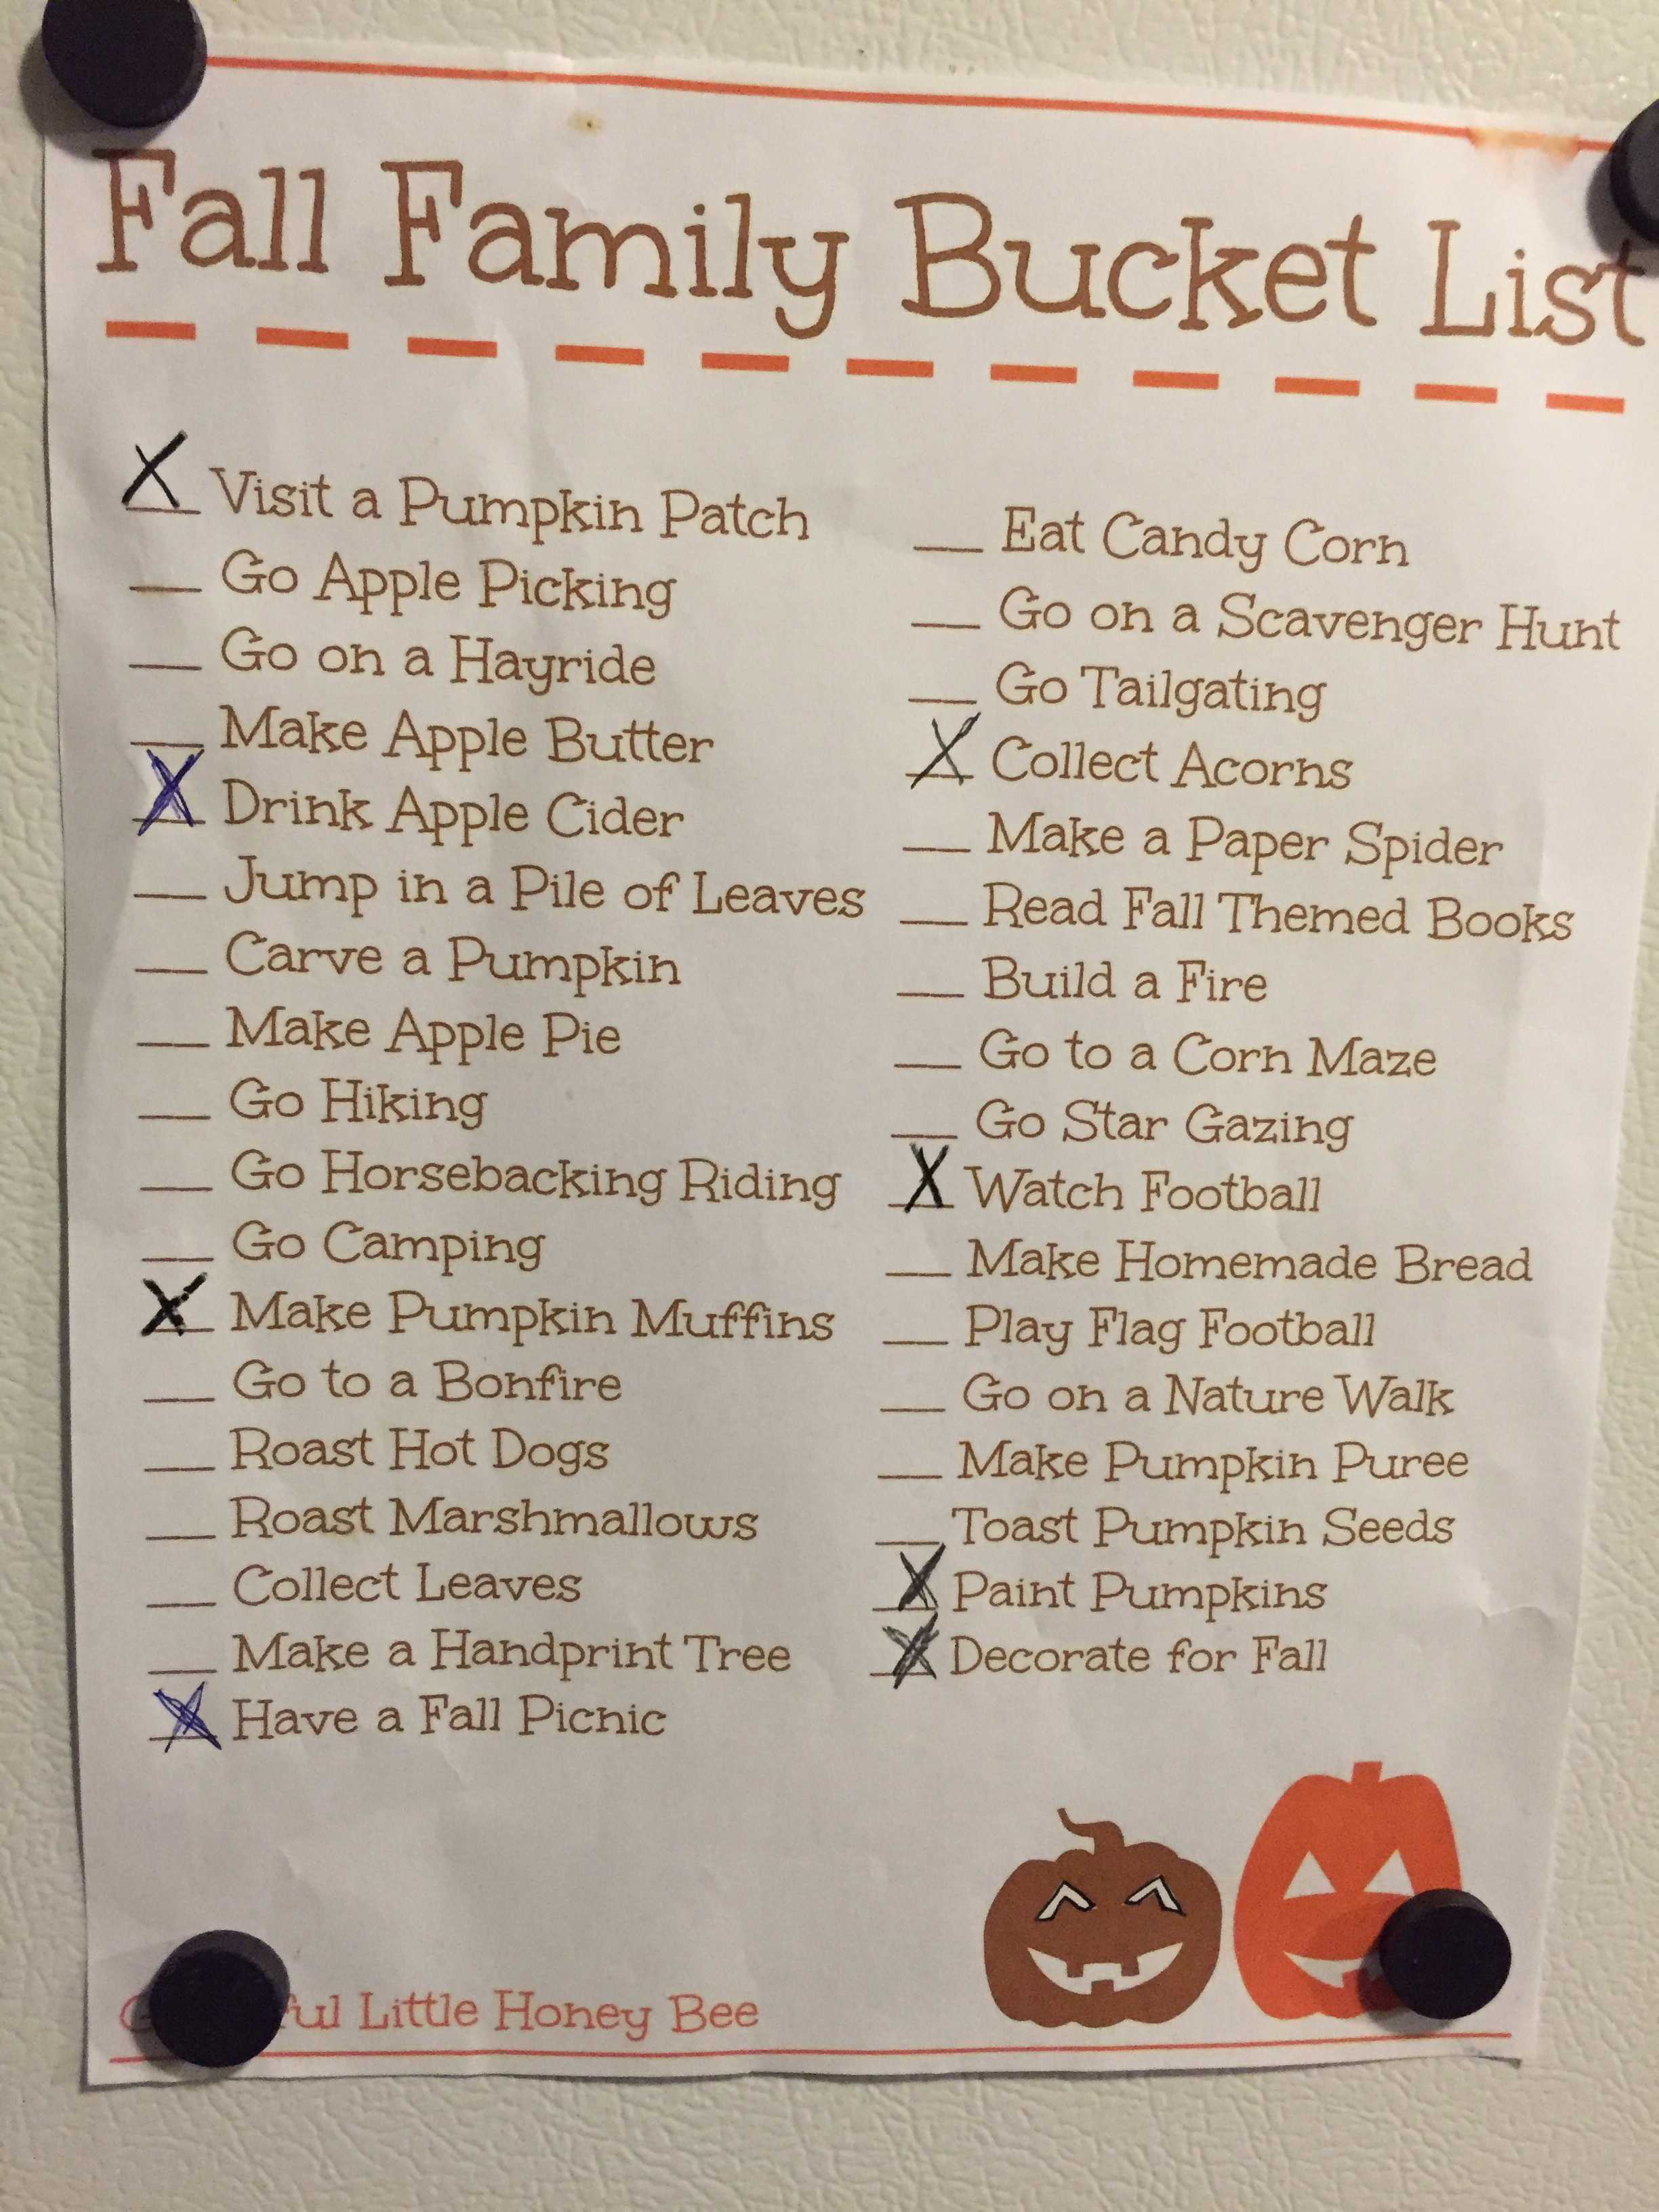 Fall Family Bucket List
X Visit a Pumpkin Patch
__ Go Apple Picking
__ Go on a Hayride
__ Make Apple Butter
X Drink Apple Cider
__ Jump in a Pile of Leaves
__ Carve a Pumpkin
__ Make Apple Pie
__ Go Hiking
__ Go Horsebacking Riding
__ Go Camping
X Make Pumpkin Muffins
__ Go to a Bonfire
__ Roast Hot Dogs
__ Roast Marshmallows
__ Collect Leaves
__ Make a Handprint Tree
X Have a Fall Picnic
__ Eat Candy Corn
__ Go on a Scavenger Hunt
__ Go Tailgating
X Collect Acorns
__ Make a Paper Spider
__ Read Fall Themed Books
__ Build a Fire
__ Go to a Corn Maze
__ Go Star Gazing
X Watch Football
__ Make Homemade Bread
__ Play Flag Football
__ Go on a Nature Walk
__ Make Pumpkin Puree
__ Toast Pumpkin Seeds
X Paint Pumpkins
X Decorate for Fall
Little Honey Bee